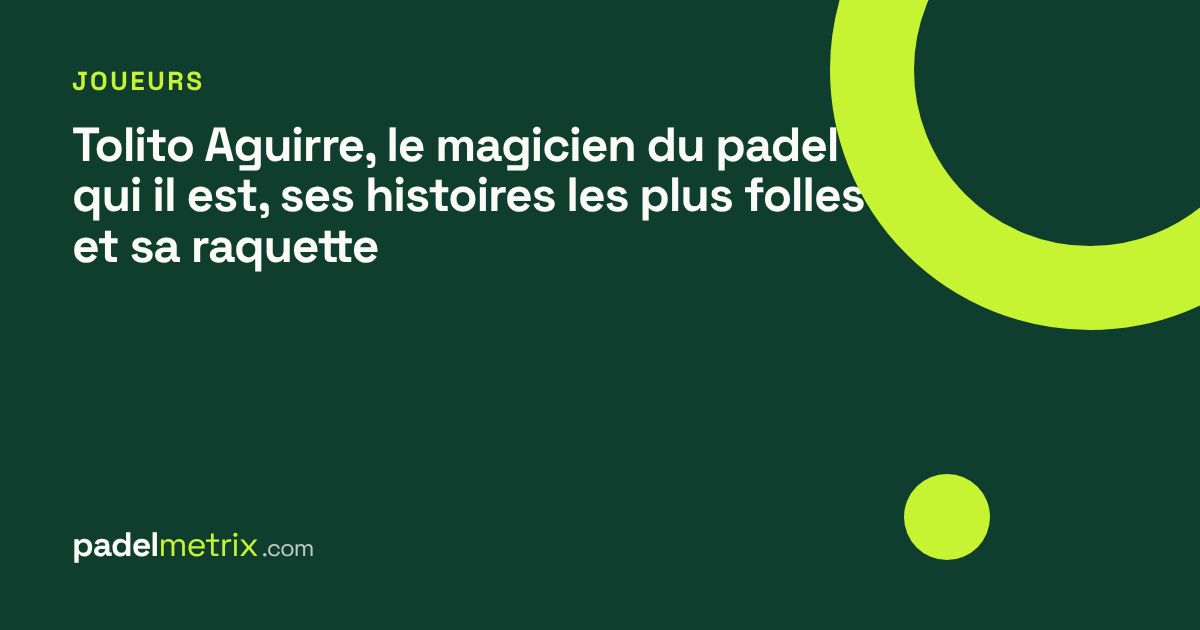 JOUEURS
Tolito Aguirre, le magicien du padel
qui il est, ses histoires les plus folles
et sa raquette
padelmetrix.com